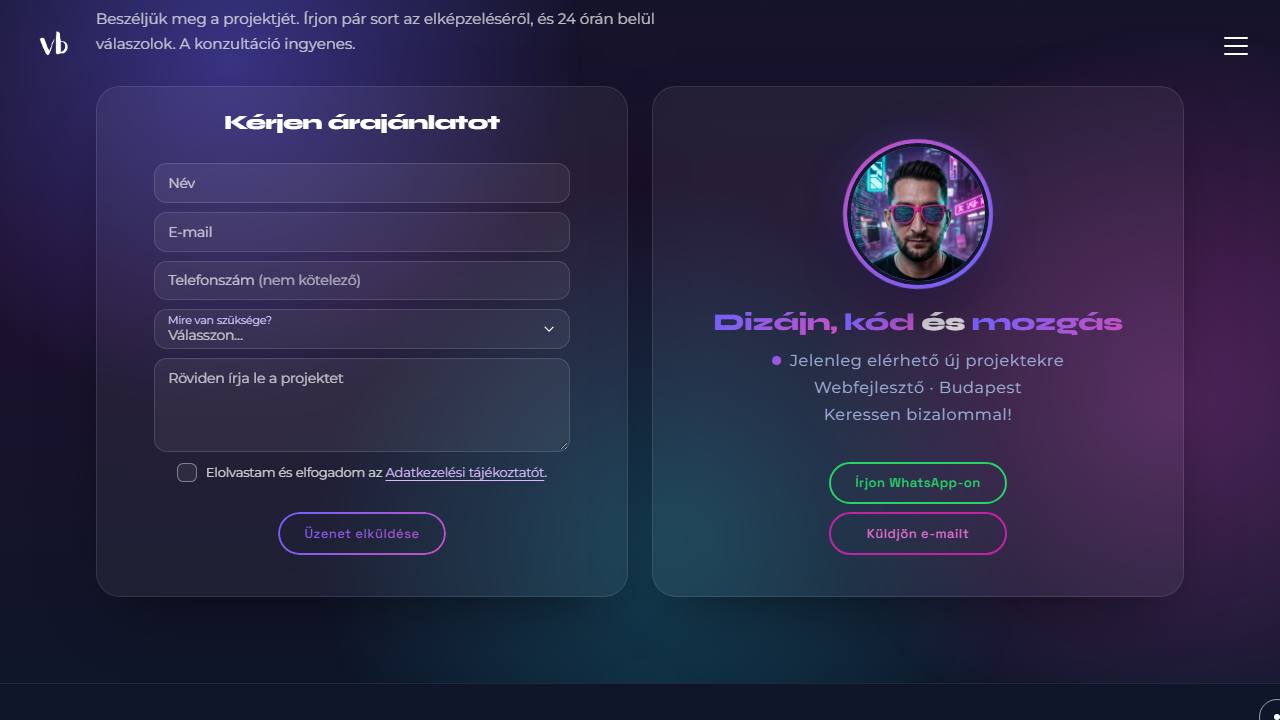 Beszéljük meg a projektjét. Írjon pár sort az elképzeléséről, és 24 órán belül
válaszolok. A konzultáció ingyenes.
vb
Kérjen árajánlatot
Név
E-mail
Telefonszám (nem kötelező)
Mire van szüksége?
Válasszon...
Röviden írja le a projektet
Elolvastam és elfogadom az Adatkezelési tájékoztatót.
Üzenet elküldése
Dizájn, kód és mozgás
Jelenleg elérhető új projektekre
Webfejlesztő · Budapest
Keressen bizalommal!
Írjon WhatsApp-on
Küldjön e-mailt